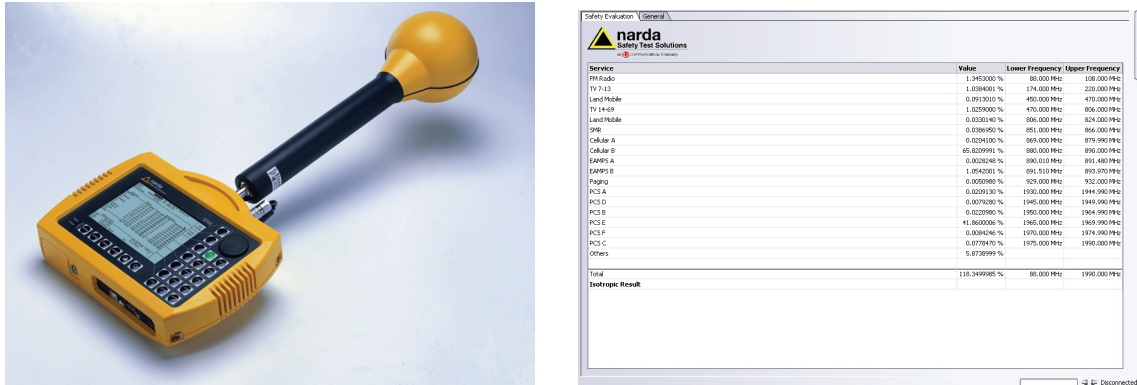 Safety Evaluation General
narda
Safety Test Solutions
Service Value Lower Frequency Upper Frequency
FM Radio 1.3453000 % 88.000 MHz 108.000 MHz
TV 7-13 1.0384001 % 174.000 MHz 220.000 MHz
Land Mobile 0.0913010 % 450.000 MHz 470.000 MHz
TV 14-69 1.0259000 % 470.000 MHz 806.000 MHz
Land Mobile 0.0330140 % 806.000 MHz 824.000 MHz
SMR 0.0386950 % 851.000 MHz 866.000 MHz
Cellular A 0.0204100 % 869.000 MHz 879.990 MHz
Cellular B 65.8209991 % 880.000 MHz 890.000 MHz
EAMPS A 0.0028248 % 890.010 MHz 891.480 MHz
EAMPS B 1.0542001 % 891.510 MHz 893.970 MHz
Paging 0.0050988 % 929.000 MHz 932.000 MHz
PCS A 0.0209130 % 1930.000 MHz 1944.990 MHz
PCS D 0.0079280 % 1945.000 MHz 1949.990 MHz
PCS B 0.0220980 % 1950.000 MHz 1964.990 MHz
PCS E 41.8600006 % 1965.000 MHz 1969.990 MHz
PCS F 0.0084246 % 1970.000 MHz 1974.990 MHz
PCS C 0.0778470 % 1975.000 MHz 1990.000 MHz
Others 5.8738999 %
Total 118.3499985 % 88.000 MHz 1990.000 MHz
Isotropic Result
Disconnected